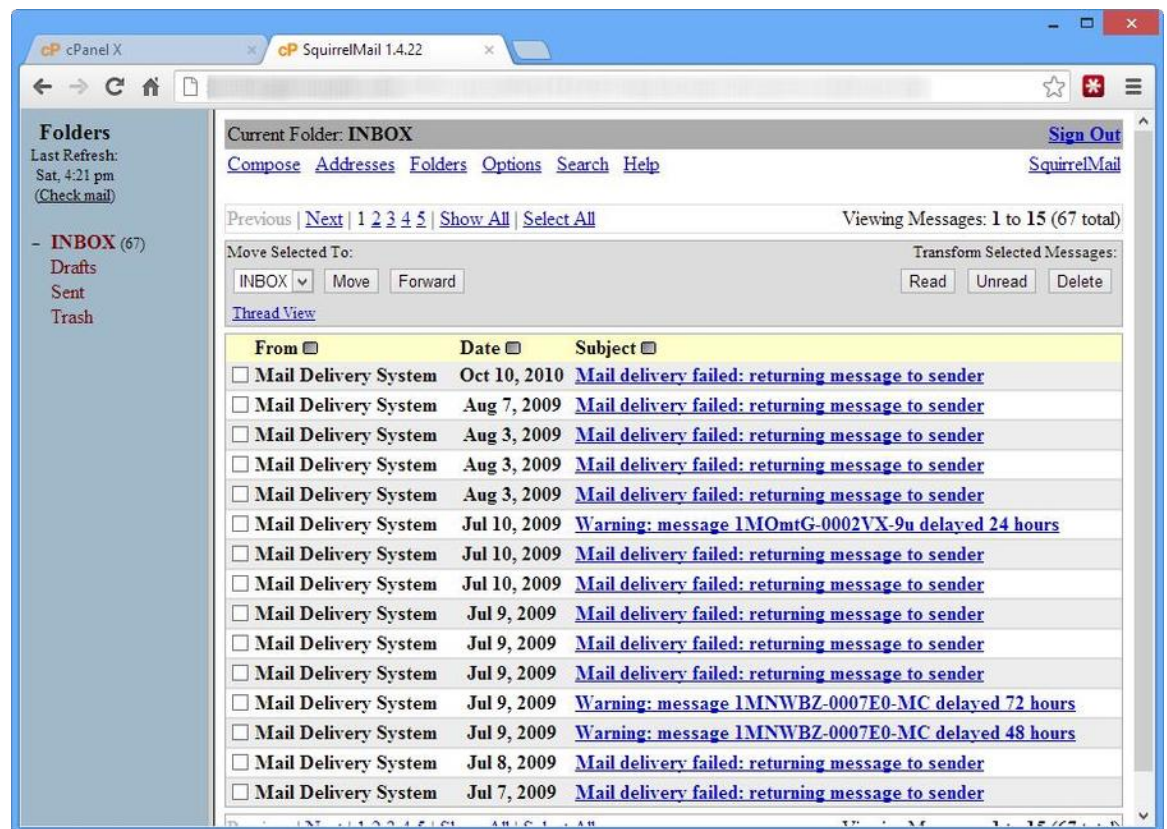 cP cPanel X
cP SquirrelMail 1.4.22
Folders
Last Refresh:
Sat, 4:21 pm
(Check mail)
– INBOX (67)
Drafts
Sent
Trash
Current Folder: INBOX Sign Out
Compose Addresses Folders Options Search Help SquirrelMail
Previous | Next | 1 2 3 4 5 | Show All | Select All Viewing Messages: 1 to 15 (67 total)
Move Selected To: Transform Selected Messages:
INBOX Move Forward Read Unread Delete
Thread View
From Date Subject
Mail Delivery System Oct 10, 2010 Mail delivery failed: returning message to sender
Mail Delivery System Aug 7, 2009 Mail delivery failed: returning message to sender
Mail Delivery System Aug 3, 2009 Mail delivery failed: returning message to sender
Mail Delivery System Aug 3, 2009 Mail delivery failed: returning message to sender
Mail Delivery System Aug 3, 2009 Mail delivery failed: returning message to sender
Mail Delivery System Jul 10, 2009 Warning: message 1MOmtG-0002VX-9u delayed 24 hours
Mail Delivery System Jul 10, 2009 Mail delivery failed: returning message to sender
Mail Delivery System Jul 10, 2009 Mail delivery failed: returning message to sender
Mail Delivery System Jul 9, 2009 Mail delivery failed: returning message to sender
Mail Delivery System Jul 9, 2009 Mail delivery failed: returning message to sender
Mail Delivery System Jul 9, 2009 Mail delivery failed: returning message to sender
Mail Delivery System Jul 9, 2009 Warning: message 1MNWBZ-0007E0-MC delayed 72 hours
Mail Delivery System Jul 9, 2009 Warning: message 1MNWBZ-0007E0-MC delayed 48 hours
Mail Delivery System Jul 8, 2009 Mail delivery failed: returning message to sender
Mail Delivery System Jul 7, 2009 Mail delivery failed: returning message to sender